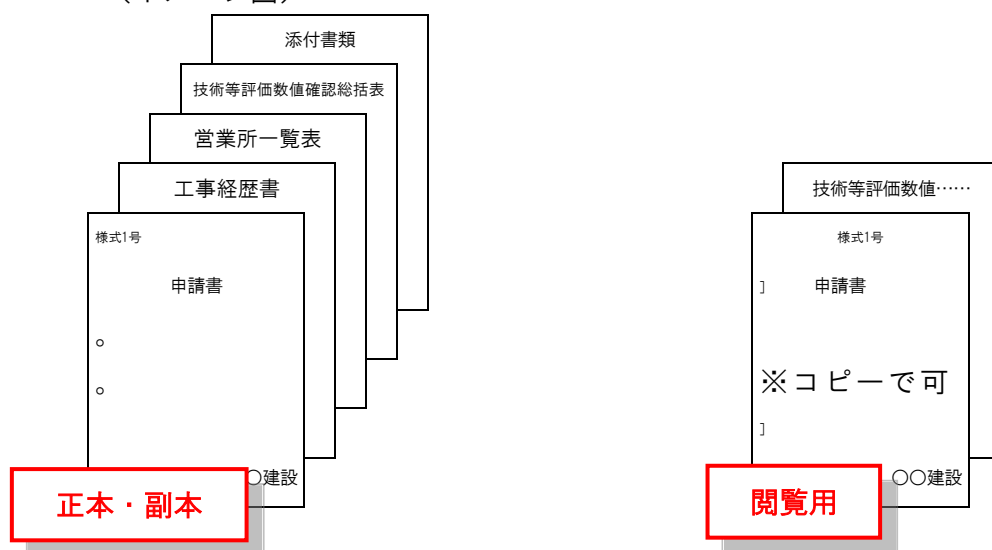 添付書類
技術等評価数値確認総括表
営業所一覧表
工事経歴書
様式1号
申請書
。
。
〇建設
正本・副本
技術等評価数値……
様式1号
］ 申請書
※コピーで可
］
〇〇建設
閲覧用